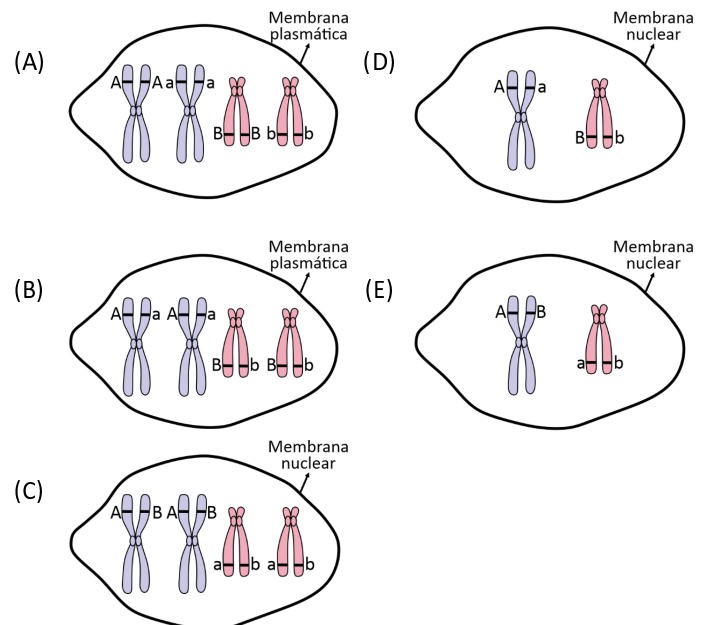 (A)
Membrana
plasmática
A A a a
B B b b
(B)
Membrana
plasmática
A a A a
B b B b
(C)
Membrana
nuclear
A B A B
a b a b
(D)
Membrana
nuclear
A a
B b
(E)
Membrana
nuclear
A B
a b